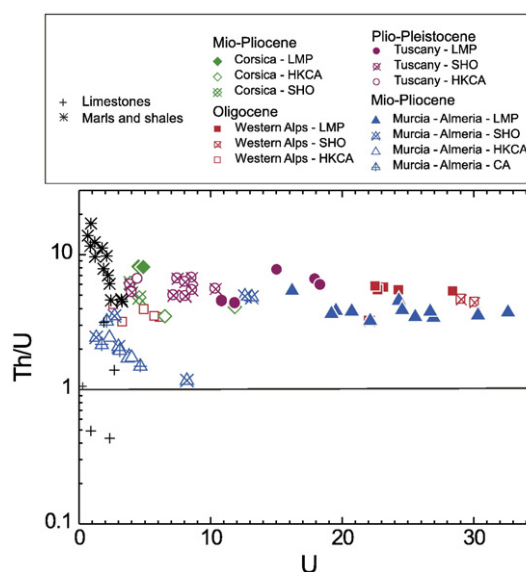 Limestones
Marls and shales
Mio-Pliocene
Corsica - LMP
Corsica - HKCA
Corsica - SHO
Oligocene
Western Alps - LMP
Western Alps - SHO
Western Alps - HKCA
Plio-Pleistocene
Tuscany - LMP
Tuscany - SHO
Tuscany - HKCA
Mio-Pliocene
Murcia - Almeria - LMP
Murcia - Almeria - SHO
Murcia - Almeria - HKCA
Murcia - Almeria - CA
Th/U
10
1
0.1
0 10 20 30
U